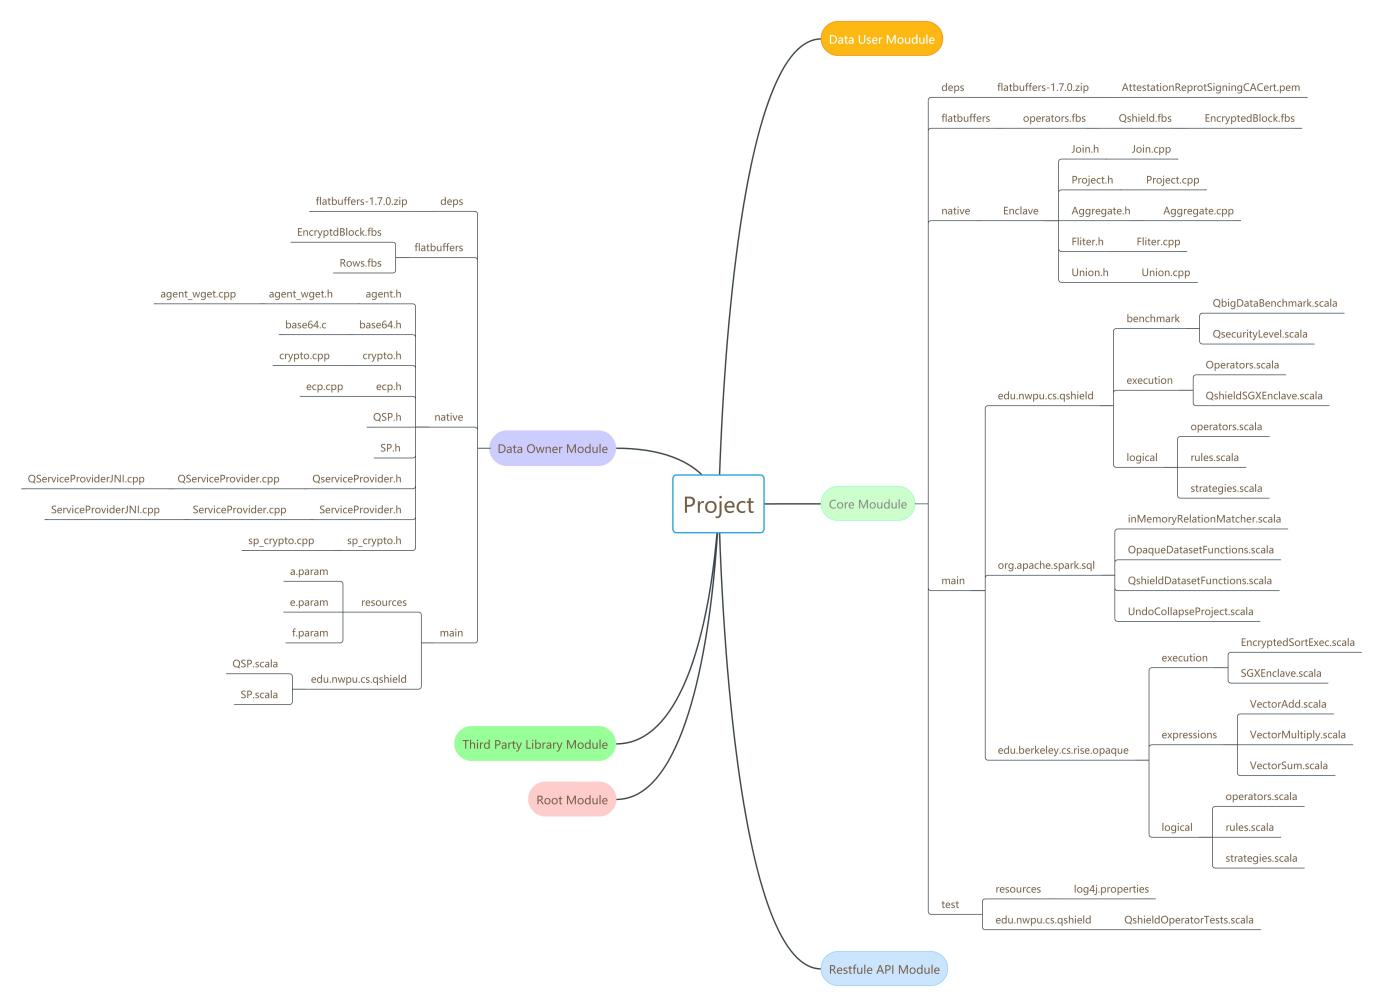 Project
Data User Moudule
Core Moudule
deps
flatbuffers-1.7.0.zip
AttestationReprotSigningCACert.pem
flatbuffers
operators.fbs
Qshield.fbs
EncryptedBlock.fbs
native
Enclave
Join.h
Join.cpp
Project.h
Project.cpp
Aggregate.h
Aggregate.cpp
Fliter.h
Fliter.cpp
Union.h
Union.cpp
main
edu.nwpu.cs.qshield
benchmark
QbigDataBenchmark.scala
QsecurityLevel.scala
execution
Operators.scala
QshieldSGXEnclave.scala
logical
operators.scala
rules.scala
strategies.scala
org.apache.spark.sql
inMemoryRelationMatcher.scala
OpaqueDatasetFunctions.scala
QshieldDatasetFunctions.scala
UndoCollapseProject.scala
edu.berkeley.cs.rise.opaque
execution
EncryptedSortExec.scala
SGXEnclave.scala
expressions
VectorAdd.scala
VectorMultiply.scala
VectorSum.scala
logical
operators.scala
rules.scala
strategies.scala
test
resources
log4j.properties
edu.nwpu.cs.qshield
QshieldOperatorTests.scala
Restfule API Module
Data Owner Module
deps
flatbuffers-1.7.0.zip
flatbuffers
EncryptdBlock.fbs
Rows.fbs
native
agent.h
agent_wget.h
agent_wget.cpp
base64.h
base64.c
crypto.h
crypto.cpp
ecp.h
ecp.cpp
QSP.h
SP.h
QserviceProvider.h
QServiceProvider.cpp
QServiceProviderJNI.cpp
ServiceProvider.h
ServiceProvider.cpp
ServiceProviderJNI.cpp
sp_crypto.h
sp_crypto.cpp
main
resources
a.param
e.param
f.param
edu.nwpu.cs.qshield
QSP.scala
SP.scala
Third Party Library Module
Root Module